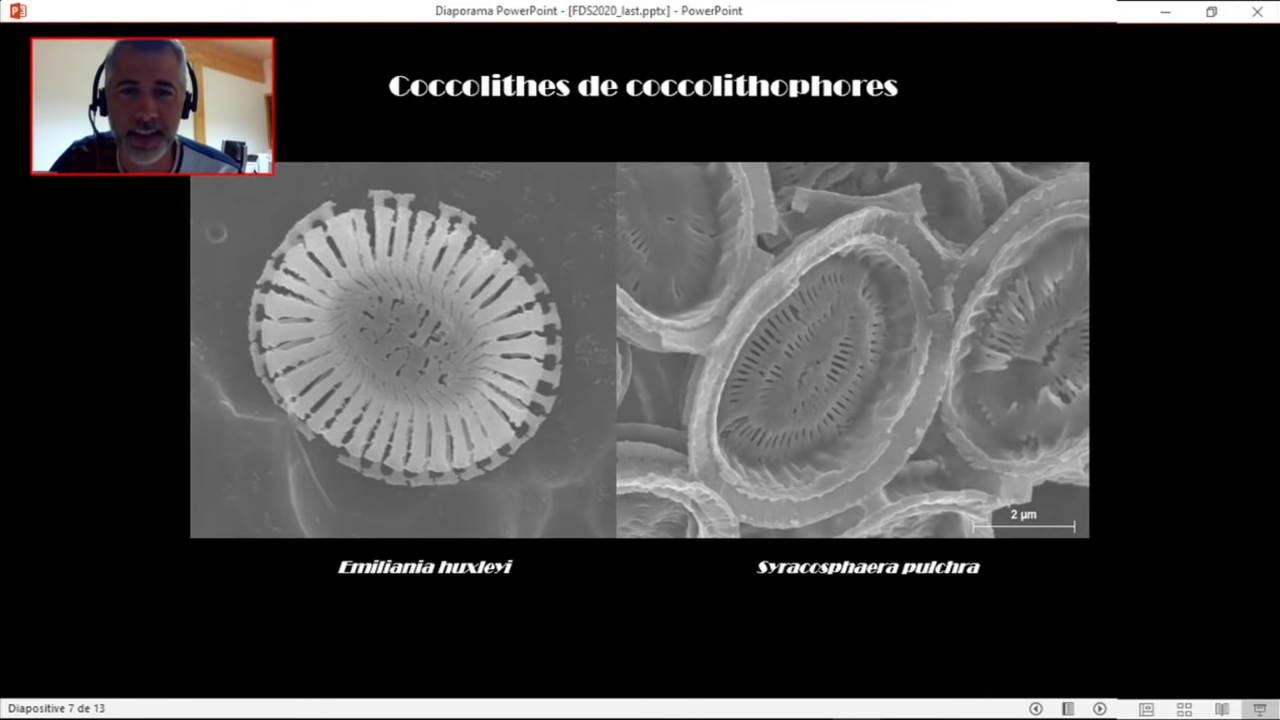 Diaporama PowerPoint - [FDS2020_last.pptx] - PowerPoint
Coccolithes de coccolithophores
2 µm
Emiliania huxleyi
Syracosphaera pulchra
Diapositive 7 de 13